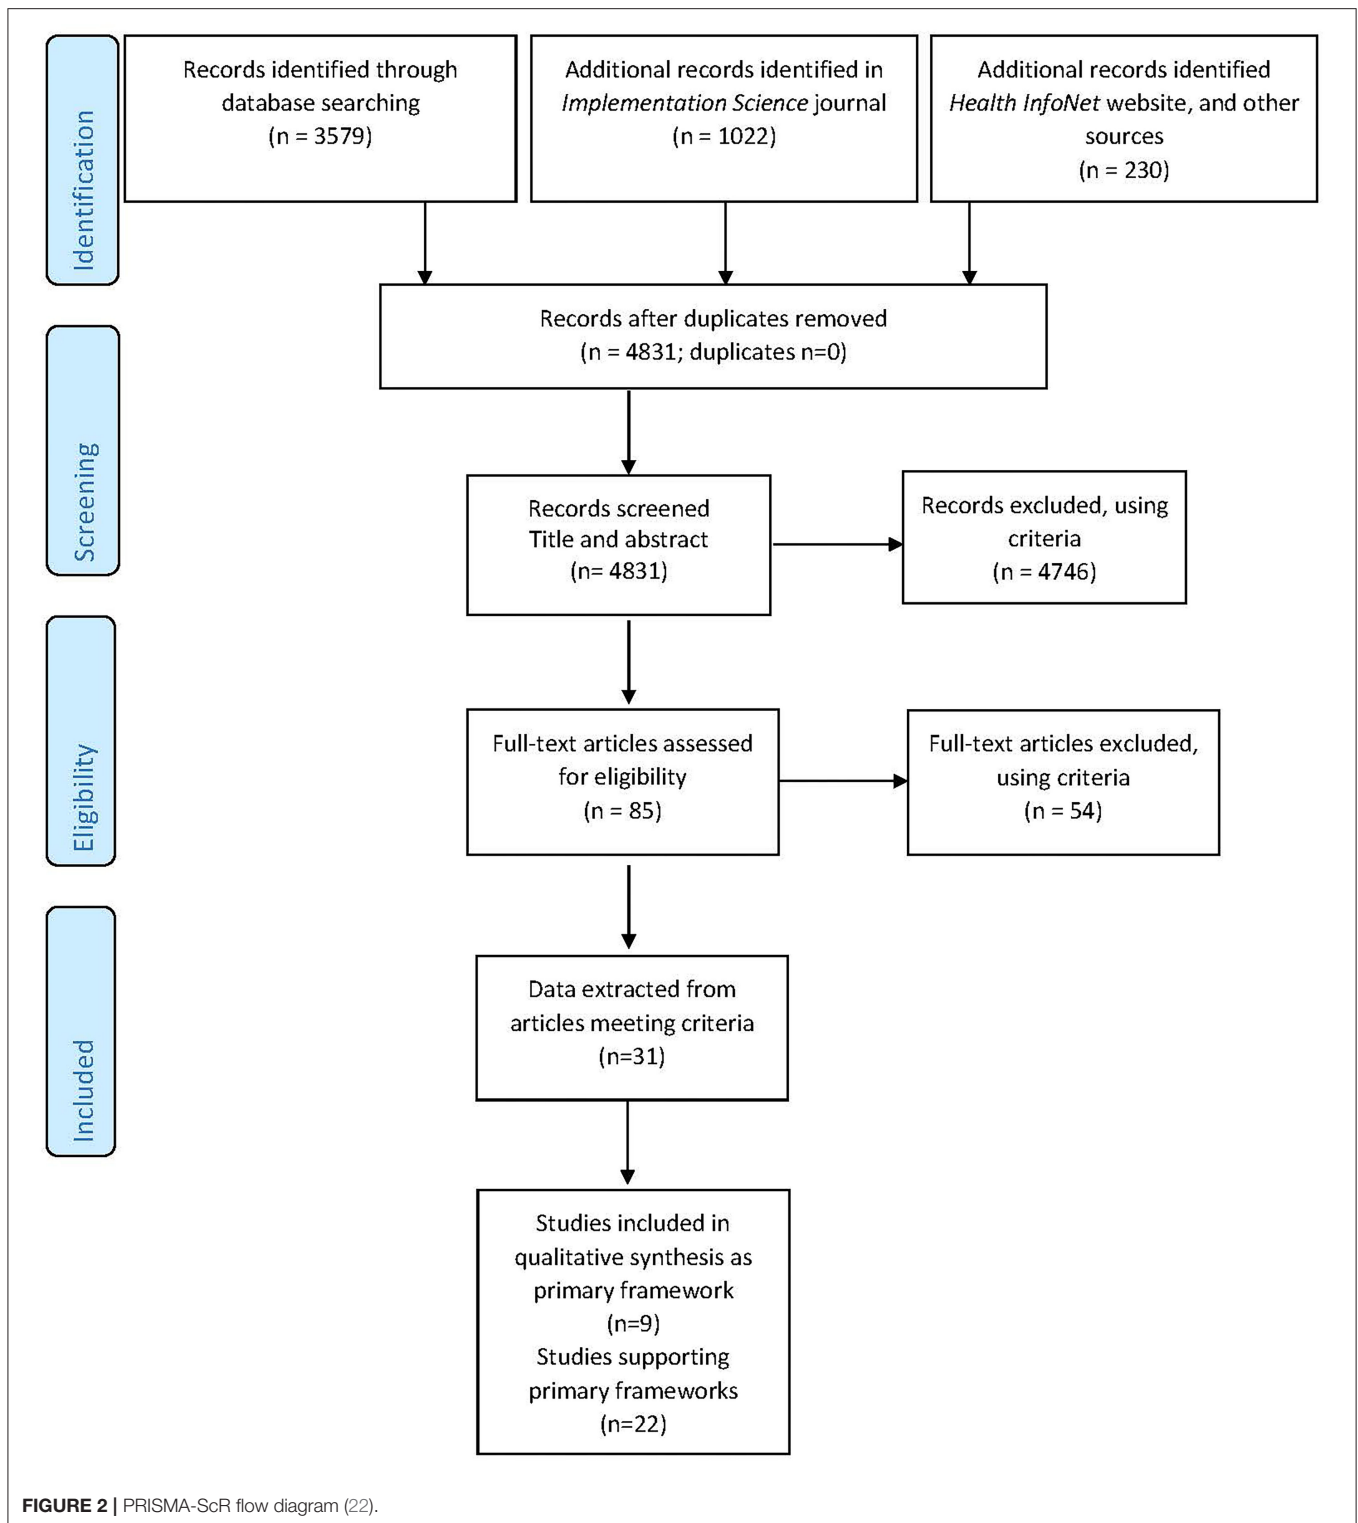 Identification
Records identified through
database searching
(n = 3579)
Additional records identified in
Implementation Science journal
(n = 1022)
Additional records identified
Health InfoNet website, and other
sources
(n = 230)
Records after duplicates removed
(n = 4831; duplicates n=0)
Screening
Records screened
Title and abstract
(n= 4831)
Records excluded, using
criteria
(n = 4746)
Eligibility
Full-text articles assessed
for eligibility
(n = 85)
Full-text articles excluded,
using criteria
(n = 54)
Included
Data extracted from
articles meeting criteria
(n=31)
Studies included in
qualitative synthesis as
primary framework
(n=9)
Studies supporting
primary frameworks
(n=22)
FIGURE 2 | PRISMA-ScR flow diagram (22).